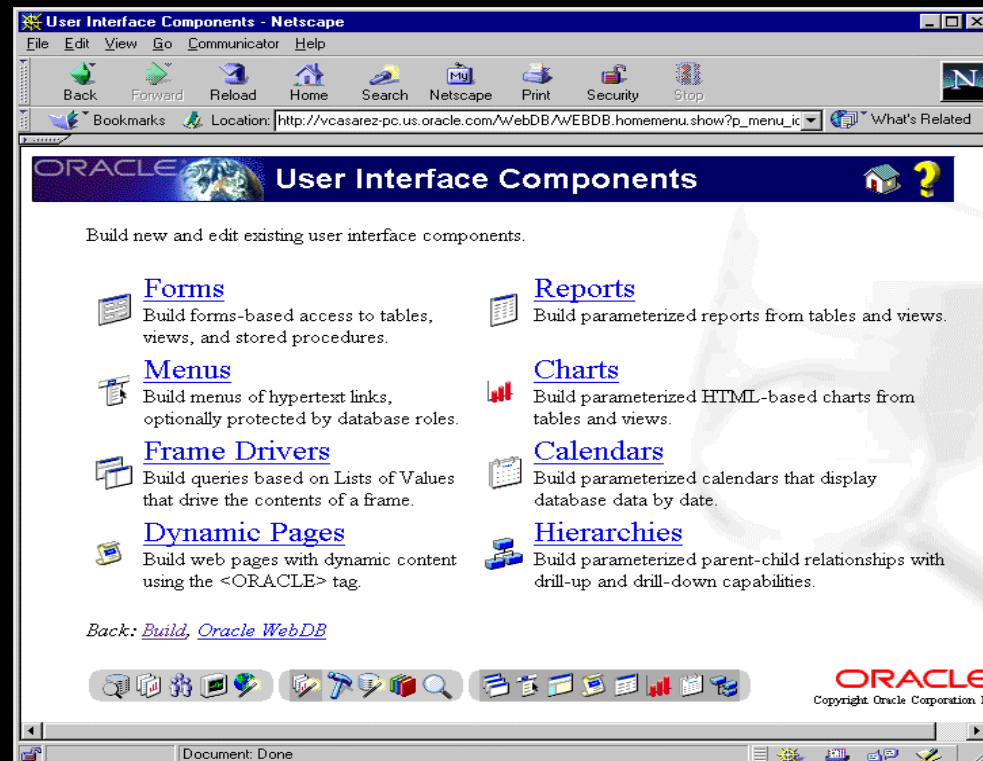 User Interface Components - Netscape
File Edit View Go Communicator Help
Back Forward Reload Home Search Netscape Print Security Stop
My
N
Bookmarks Location: http://vcasarez-pc.us.oracle.com/WebDB/WEBDB.homemenu.show?p_menu_ic What's Related
ORACLE User Interface Components
Build new and edit existing user interface components.
Forms
Build forms-based access to tables,
views, and stored procedures.
Menus
Build menus of hypertext links,
optionally protected by database roles.
Frame Drivers
Build queries based on Lists of Values
that drive the contents of a frame.
Dynamic Pages
Build web pages with dynamic content
using the <ORACLE> tag.
Reports
Build parameterized reports from tables and views.
Charts
Build parameterized HTML-based charts from
tables and views.
Calendars
Build parameterized calendars that display
database data by date.
Hierarchies
Build parameterized parent-child relationships with
drill-up and drill-down capabilities.
Back: Build, Oracle WebDB
ORACLE
Copyright Oracle Corporation
Document: Done